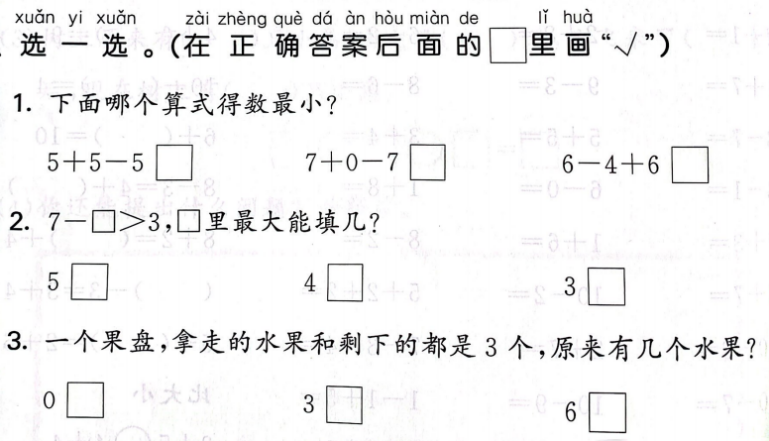 xuǎn yi xuǎn zài zhèng què dá àn hòu miàn de lǐ huà
选一选。(在正确答案后面的□里画“√”)
1. 下面哪个算式得数最小?
5+5-5 □ 7+0-7 □ 6-4+6 □
2. 7-□>3,□里最大能填几?
5 □ 4 □ 3 □
3. 一个果盘,拿走的水果和剩下的都是 3 个,原来有几个水果?
0 □ 3 □ 6 □